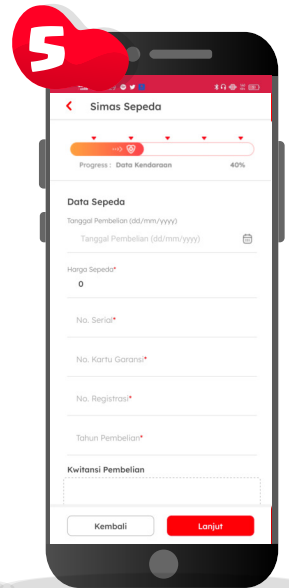 5
Simas Sepeda
Progress : Data Kendaraan 40%
Data Sepeda
Tanggal Pembelian (dd/mm/yyyy)
Tanggal Pembelian (dd/mm/yyyy)
Harga Sepeda*
0
No. Serial*
No. Kartu Garansi*
No. Registrasi*
Tahun Pembelian*
Kwitansi Pembelian
Kembali Lanjut